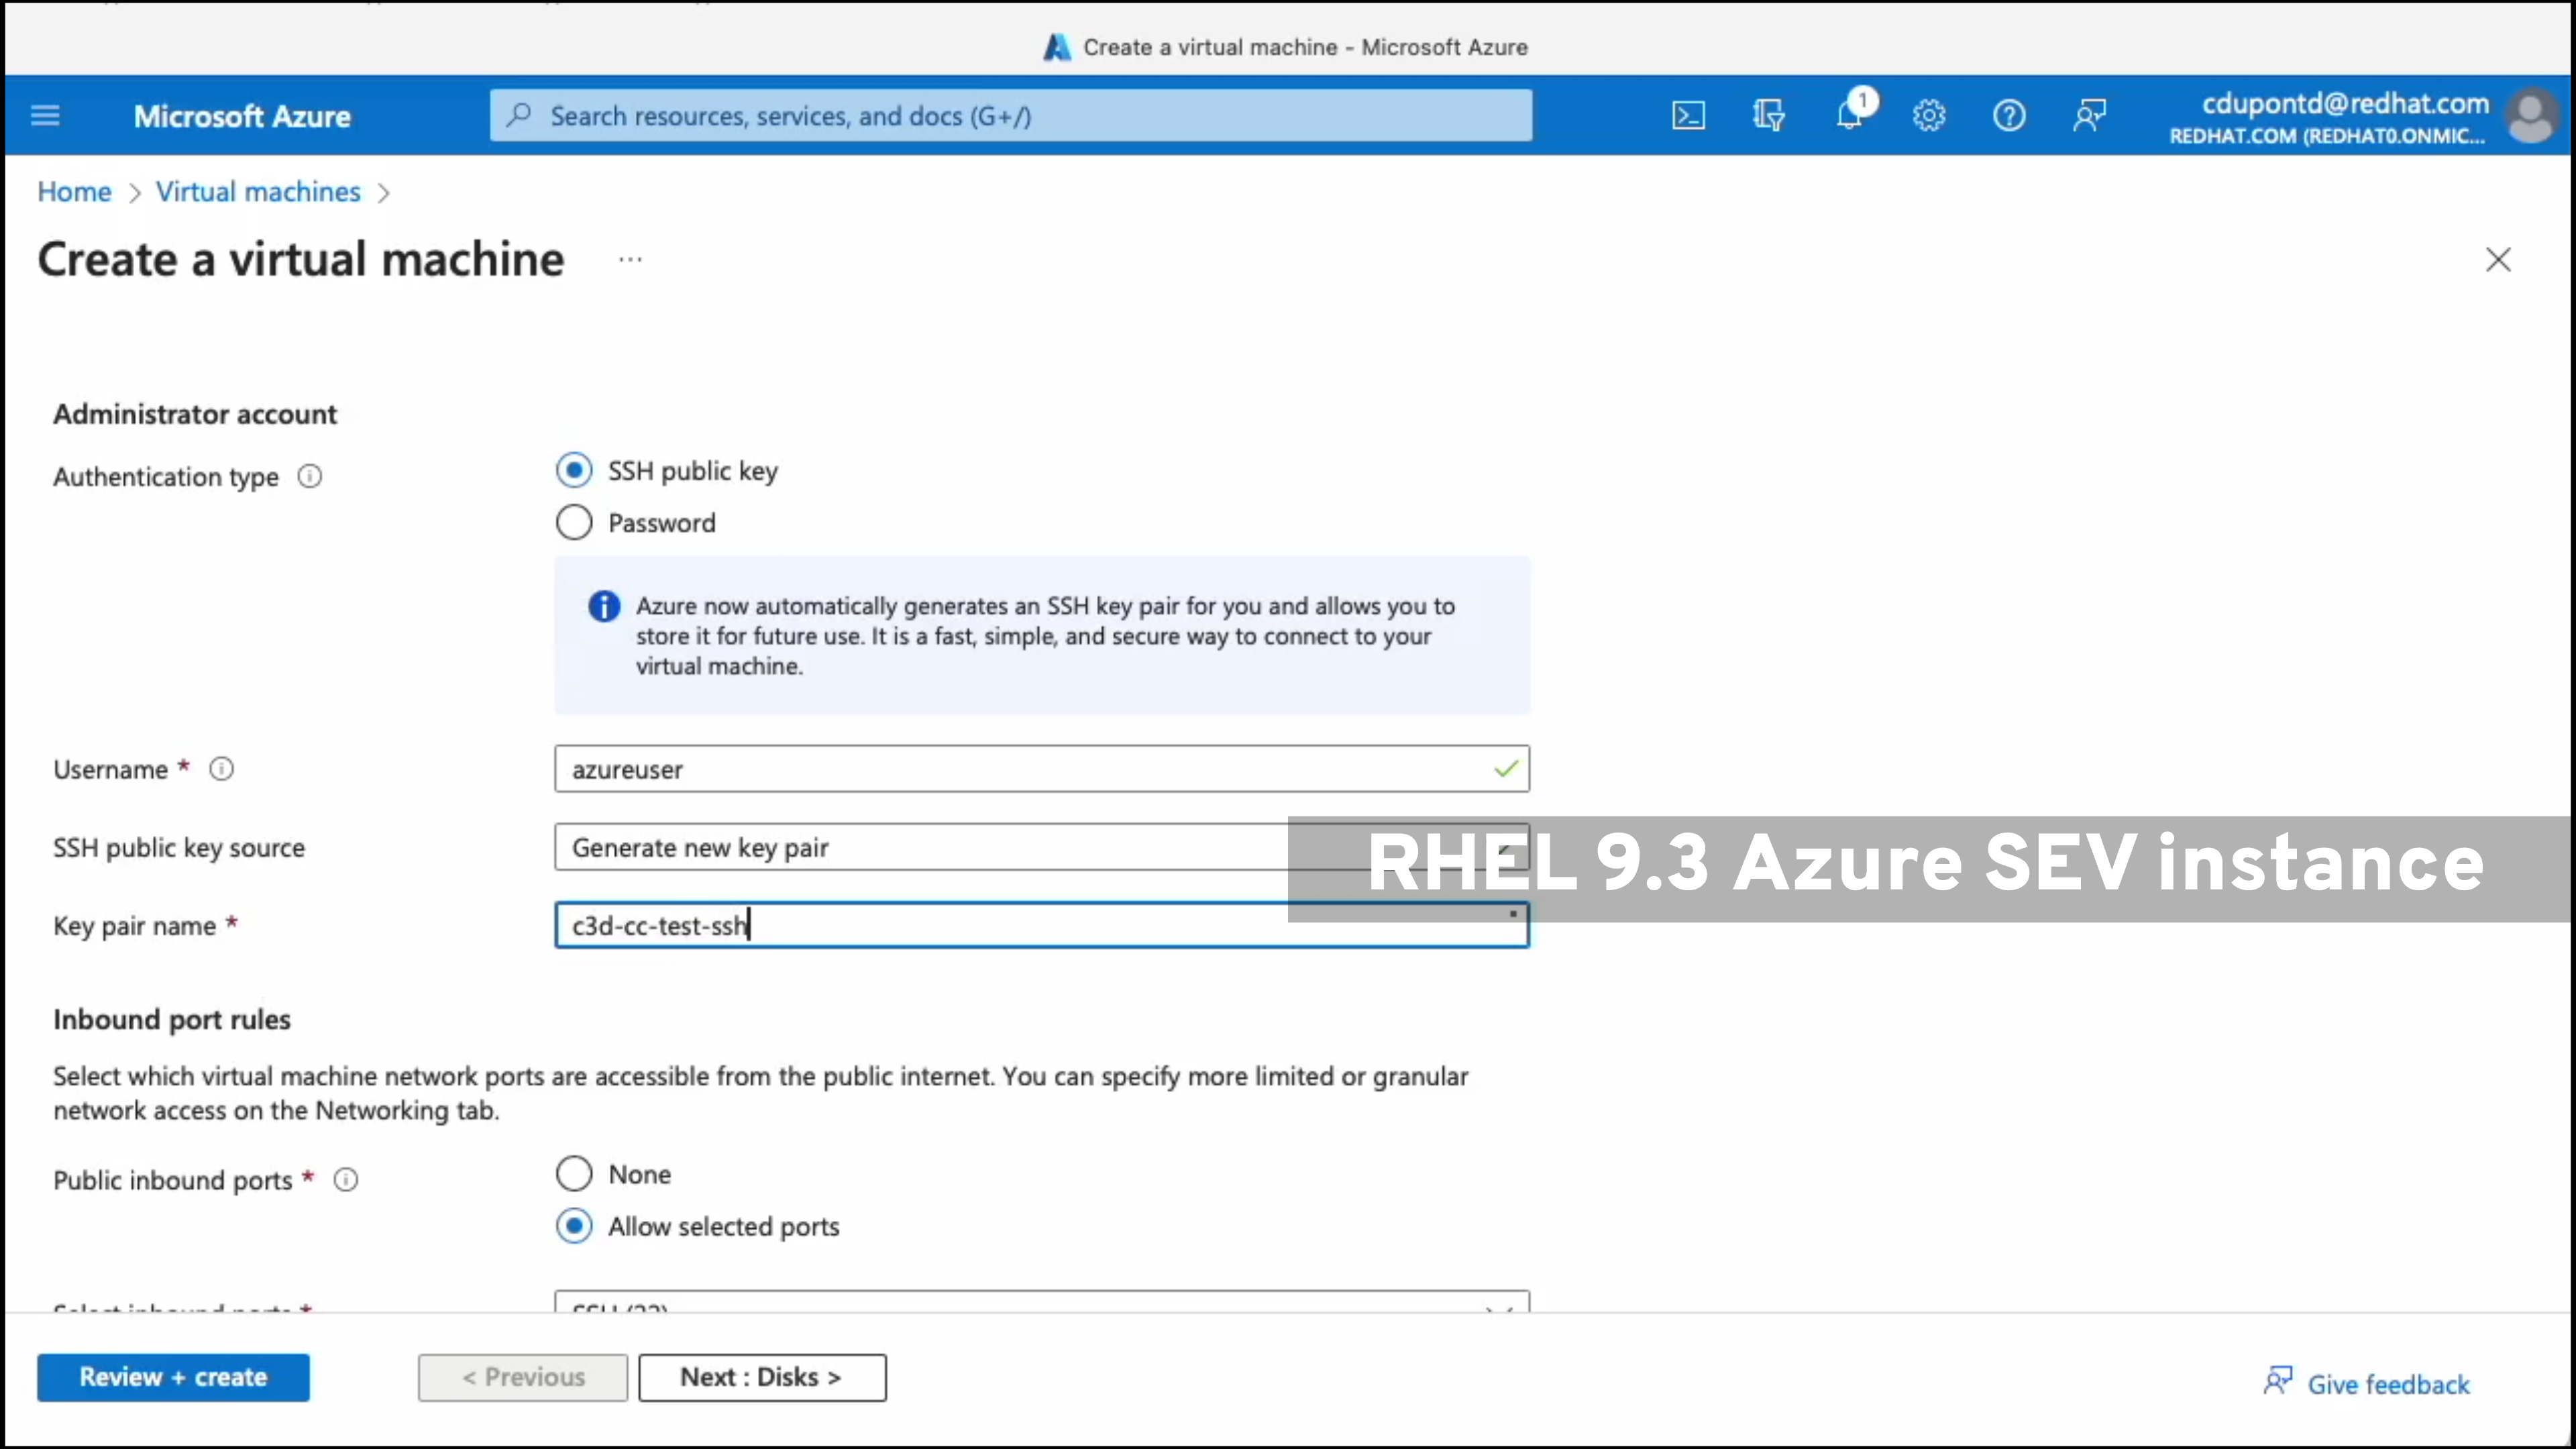 Create a virtual machine - Microsoft Azure
Microsoft Azure
Search resources, services, and docs (G+/)
1
cdupontd@redhat.com
REDHAT.COM (REDHAT0.ONMIC...
Home > Virtual machines >
Create a virtual machine ...
Administrator account
Authentication type
SSH public key
Password
Azure now automatically generates an SSH key pair for you and allows you to
store it for future use. It is a fast, simple, and secure way to connect to your
virtual machine.
Username *
azureuser
SSH public key source
Generate new key pair
RHEL 9.3 Azure SEV instance
Key pair name *
c3d-cc-test-ssh
Inbound port rules
Select which virtual machine network ports are accessible from the public internet. You can specify more limited or granular
network access on the Networking tab.
Public inbound ports *
None
Allow selected ports
Select inbound ports *
SSH (22)
Review + create
< Previous
Next : Disks >
Give feedback